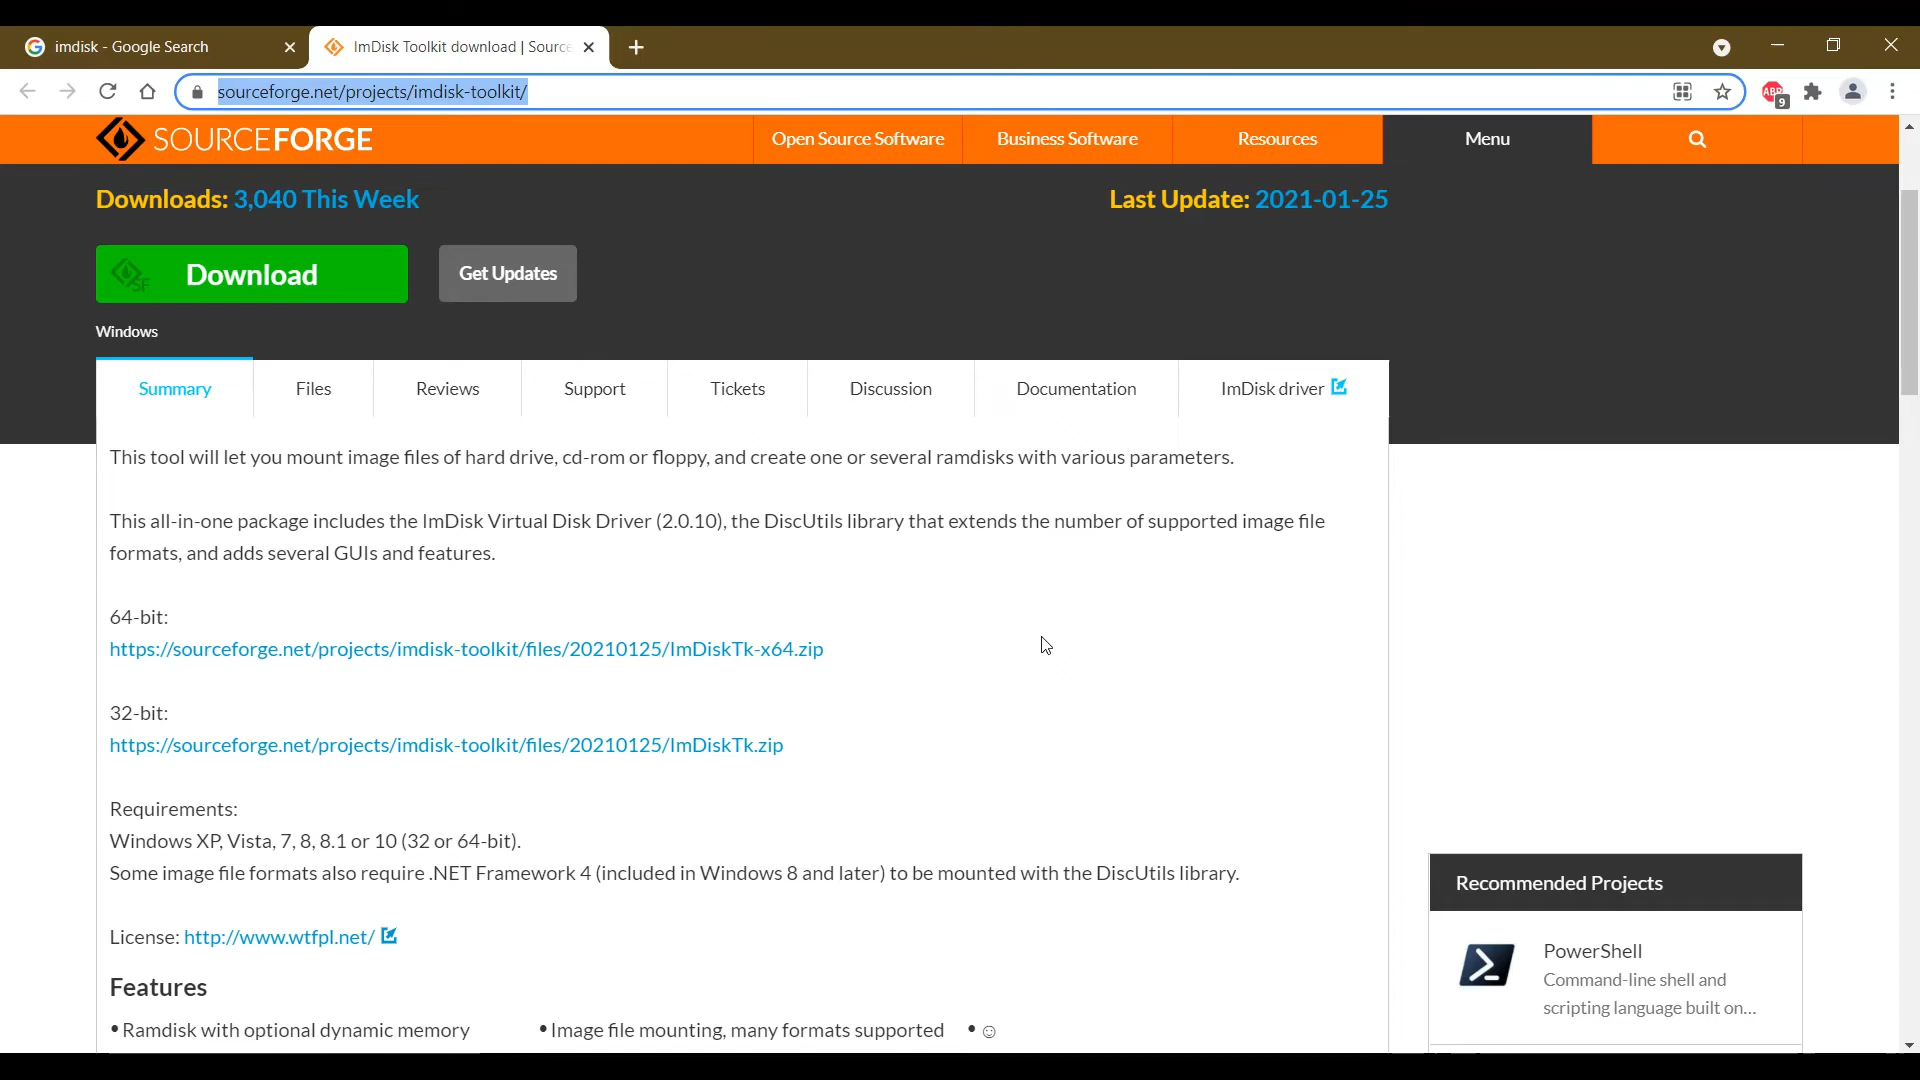 imdisk - Google Search
ImDisk Toolkit download | Source
sourceforge.net/projects/imdisk-toolkit/
ABP
9
SOURCEFORGE
Open Source Software
Business Software
Resources
Menu
Downloads: 3,040 This Week
Last Update: 2021-01-25
SF
Download
Get Updates
Windows
Summary
Files
Reviews
Support
Tickets
Discussion
Documentation
ImDisk driver
This tool will let you mount image files of hard drive, cd-rom or floppy, and create one or several ramdisks with various parameters.
This all-in-one package includes the ImDisk Virtual Disk Driver (2.0.10), the DiscUtils library that extends the number of supported image file
formats, and adds several GUIs and features.
64-bit:
https://sourceforge.net/projects/imdisk-toolkit/files/20210125/ImDiskTk-x64.zip
32-bit:
https://sourceforge.net/projects/imdisk-toolkit/files/20210125/ImDiskTk.zip
Requirements:
Windows XP, Vista, 7, 8, 8.1 or 10 (32 or 64-bit).
Some image file formats also require .NET Framework 4 (included in Windows 8 and later) to be mounted with the DiscUtils library.
License: http://www.wtfpl.net/
Features
• Ramdisk with optional dynamic memory
• Image file mounting, many formats supported
• ☺
Recommended Projects
PowerShell
Command-line shell and
scripting language built on...